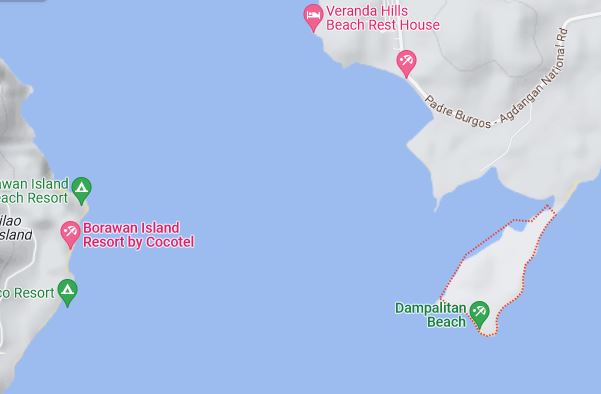 Veranda Hills
Beach Rest House
Padre Burgos - Agdangan National Rd
awan Island
each Resort
ilao
sland
Borawan Island
Resort by Cocotel
co Resort
Dampalitan
Beach